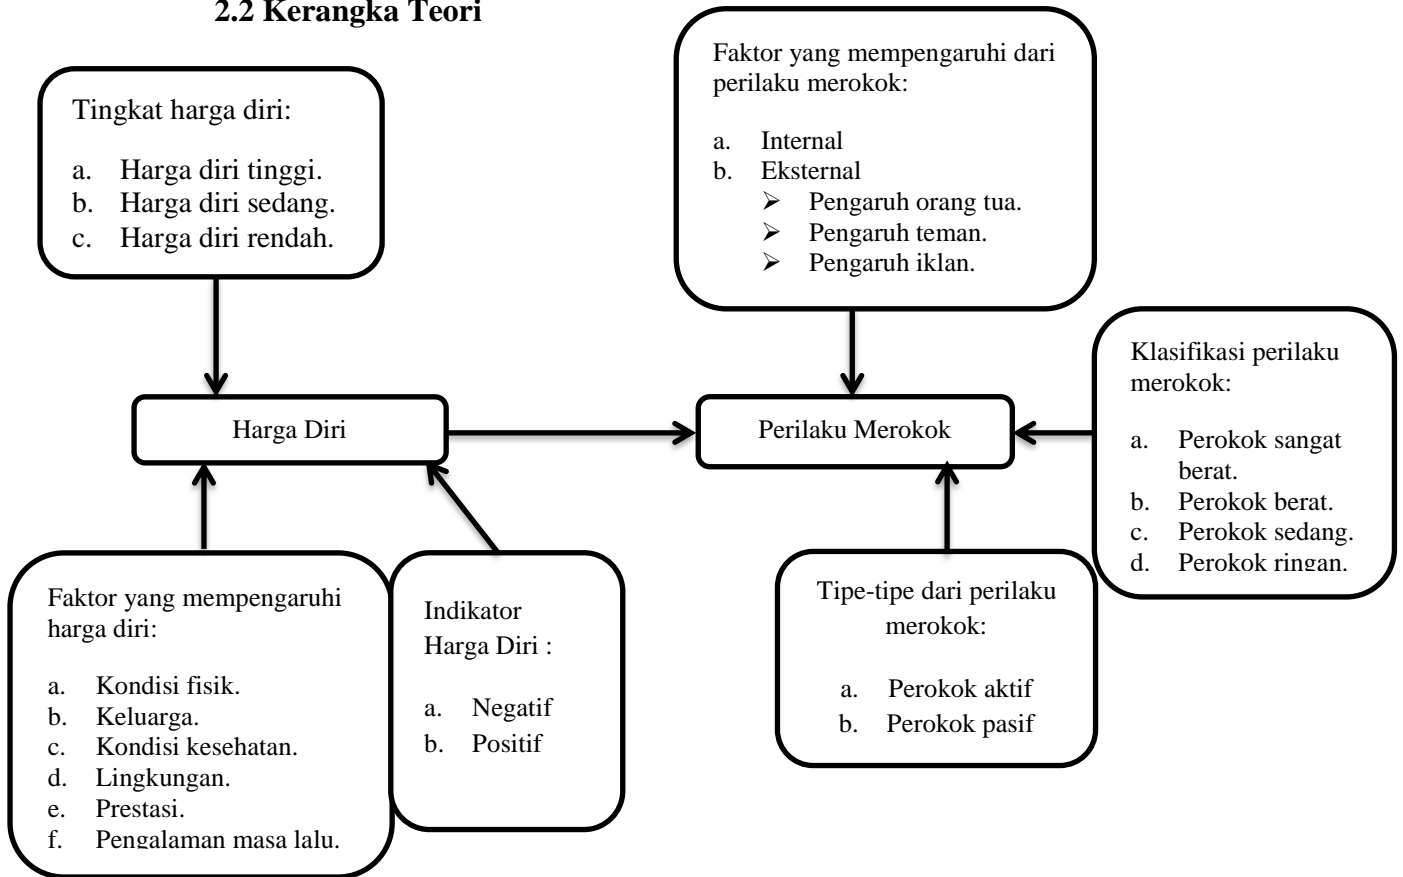 2.2 Kerangka Teori
Tingkat harga diri:
a. Harga diri tinggi.
b. Harga diri sedang.
c. Harga diri rendah.
Faktor yang mempengaruhi dari
perilaku merokok:
a. Internal
b. Eksternal
➢ Pengaruh orang tua.
➢ Pengaruh teman.
➢ Pengaruh iklan.
Klasifikasi perilaku
merokok:
a. Perokok sangat
berat.
b. Perokok berat.
c. Perokok sedang.
d. Perokok ringan.
Harga Diri
Perilaku Merokok
Faktor yang mempengaruhi
harga diri:
a. Kondisi fisik.
b. Keluarga.
c. Kondisi kesehatan.
d. Lingkungan.
e. Prestasi.
f. Pengalaman masa lalu.
Indikator
Harga Diri :
a. Negatif
b. Positif
Tipe-tipe dari perilaku
merokok:
a. Perokok aktif
b. Perokok pasif